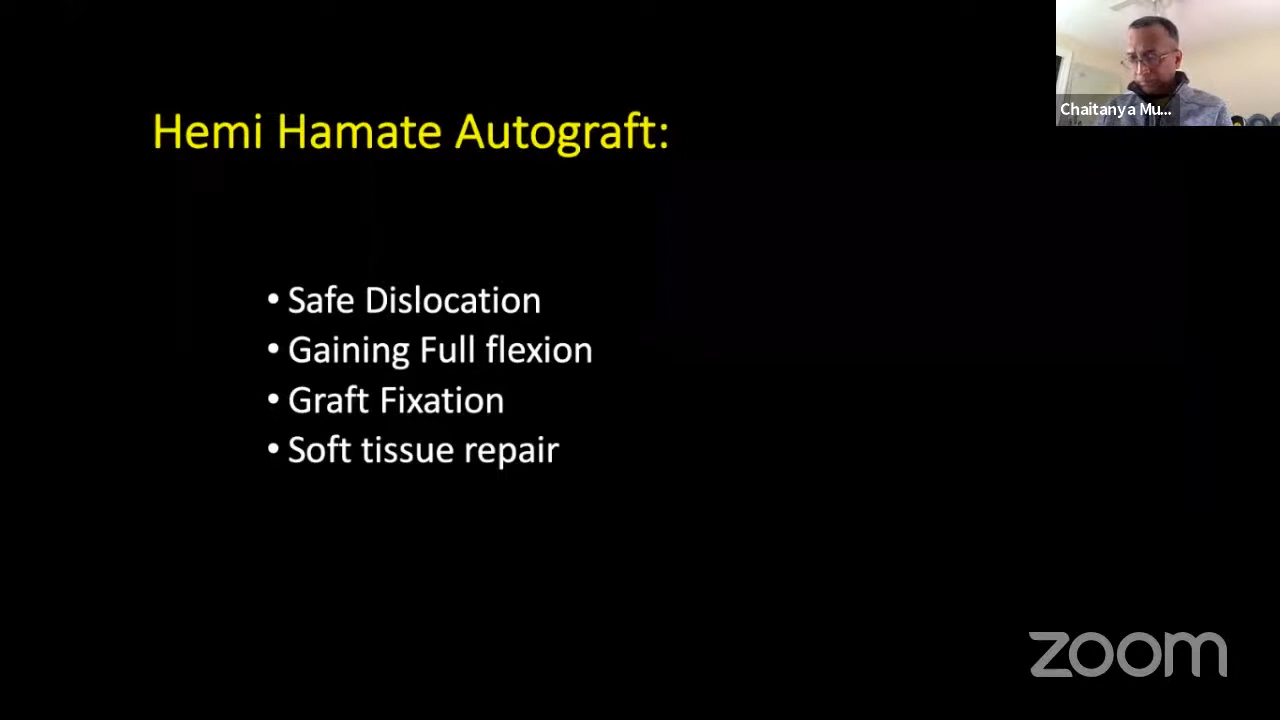 Chaitanya Mu...
Hemi Hamate Autograft:
• Safe Dislocation
• Gaining Full flexion
• Graft Fixation
• Soft tissue repair
zoom